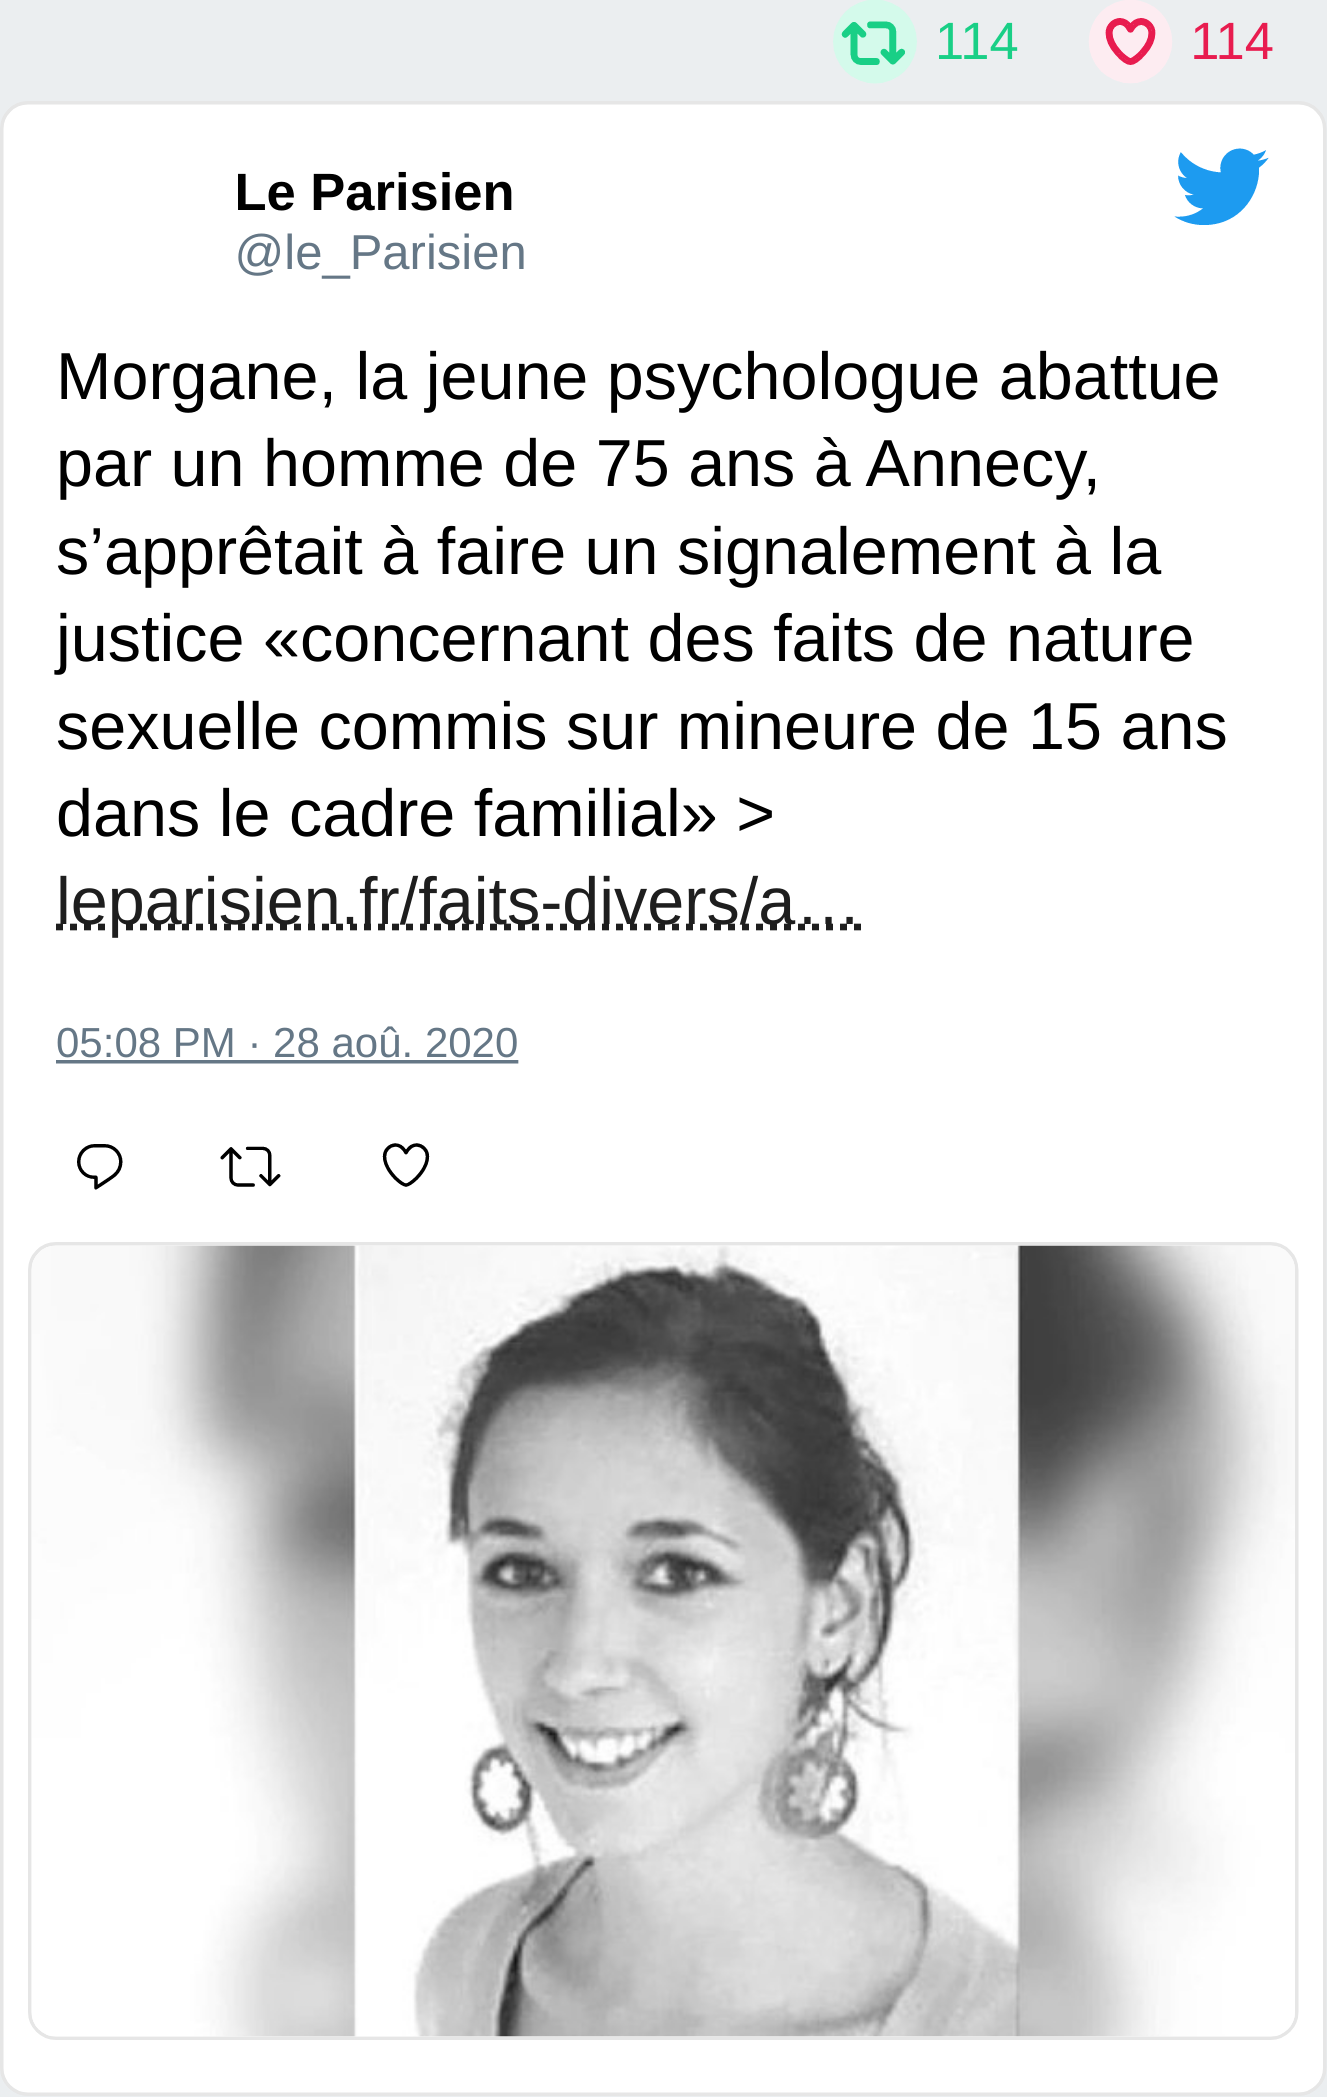 114 114
Le Parisien
@le_Parisien
Morgane, la jeune psychologue abattue
par un homme de 75 ans à Annecy,
s’apprêtait à faire un signalement à la
justice «concernant des faits de nature
sexuelle commis sur mineure de 15 ans
dans le cadre familial» >
leparisien.fr/faits-divers/a…
05:08 PM · 28 aoû. 2020